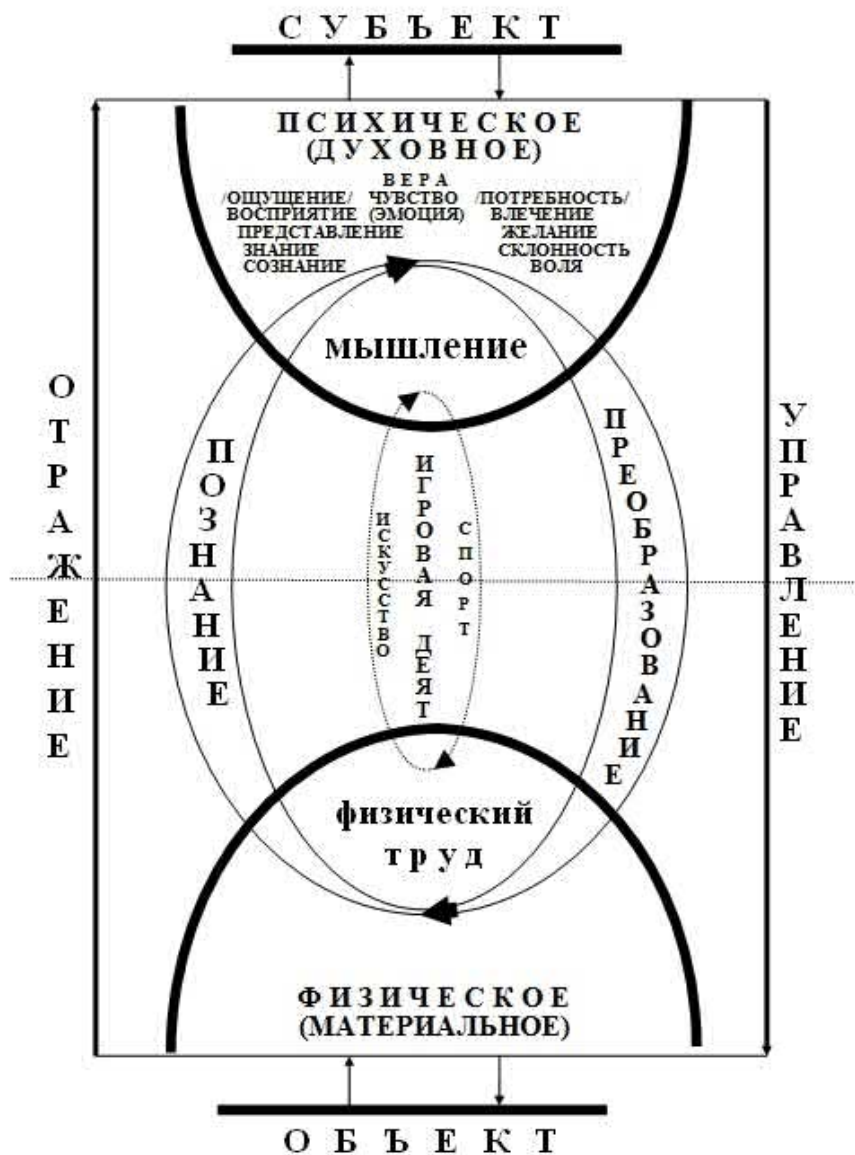 СУБЪЕКТ
ПСИХИЧЕСКОЕ
(ДУХОВНОЕ)
ВЕРА
/ОЩУЩЕНИЕ/ ЧУВСТВО /ПОТРЕБНОСТЬ/
ВОСПРИЯТИЕ (ЭМОЦИЯ) ВЛЕЧЕНИЕ
ПРЕДСТАВЛЕНИЕ ЖЕЛАНИЕ
ЗНАНИЕ СКЛОННОСТЬ
СОЗНАНИЕ ВОЛЯ
мышление
ОТРАЖЕНИЕ
ПОЗНАНИЕ
ИСКУССТВО
ИГРОВАЯ ДЕЯТ
СПОРТ
ПРЕОБРАЗОВАНИЕ
УПРАВЛЕНИЕ
физический
труд
ФИЗИЧЕСКОЕ
(МАТЕРИАЛЬНОЕ)
ОБЪЕКТ